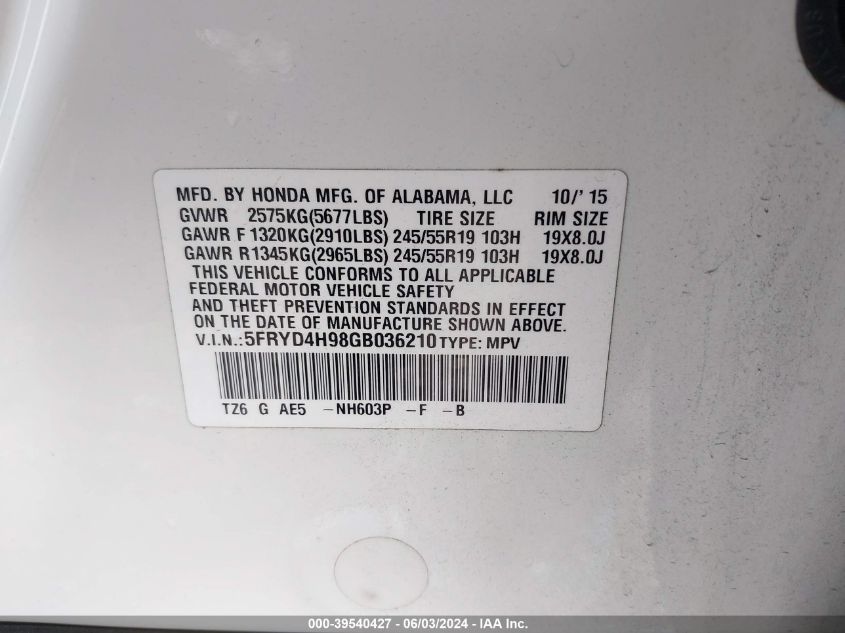 MFD. BY HONDA MFG. OF ALABAMA, LLC 10/' 15
GVWR 2575KG(5677LBS) TIRE SIZE RIM SIZE
GAWR F 1320KG(2910LBS) 245/55R19 103H 19X8.0J
GAWR R1345KG(2965LBS) 245/55R19 103H 19X8.0J
THIS VEHICLE CONFORMS TO ALL APPLICABLE
FEDERAL MOTOR VEHICLE SAFETY
AND THEFT PREVENTION STANDARDS IN EFFECT
ON THE DATE OF MANUFACTURE SHOWN ABOVE.
V.I.N.: 5FRYD4H98GB036210 TYPE: MPV
TZ6 G AE5 -NH603P -F -B
000-39540427 - 06/03/2024 - IAA Inc.